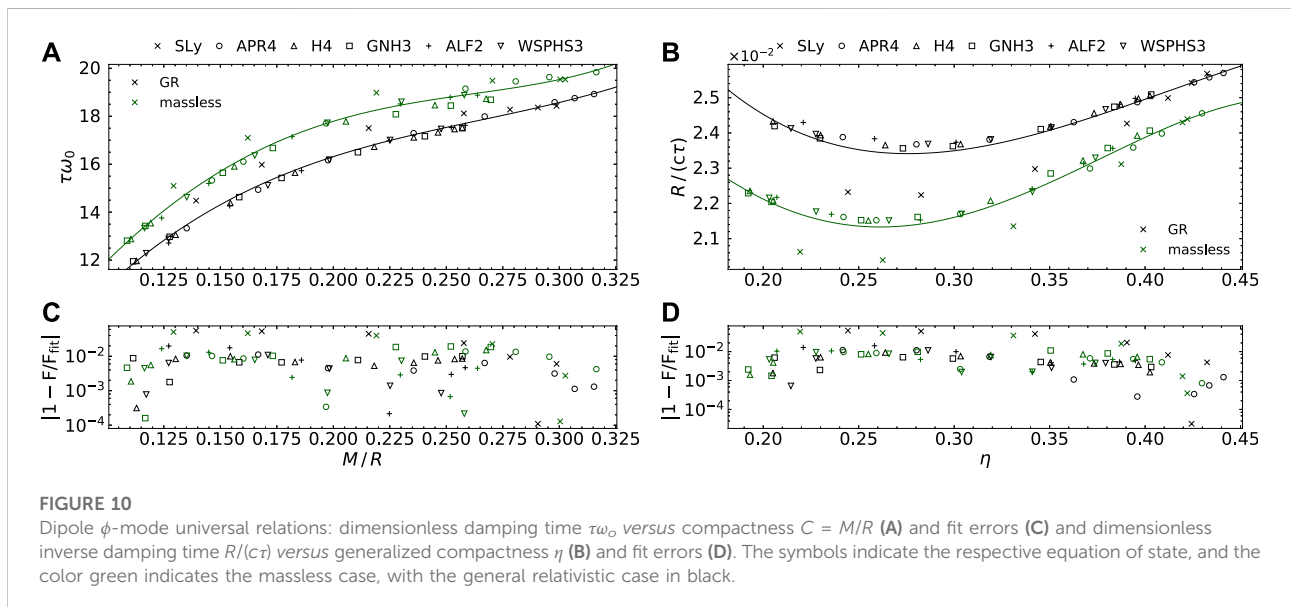 A
× SLy ○ APR4 △ H4 □ GNH3 + ALF2 ▽ WSPHS3
× GR
× massless
τω₀
20
18
16
14
12
0.125 0.150 0.175 0.200 0.225 0.250 0.275 0.300 0.325
C
|1 − F/F_fit|
10⁻²
10⁻³
10⁻⁴
0.125 0.150 0.175 0.200 0.225 0.250 0.275 0.300 0.325
M/R
B
× SLy ○ APR4 △ H4 □ GNH3 + ALF2 ▽ WSPHS3
×10⁻²
R/(cτ)
2.5
2.4
2.3
2.2
2.1
× GR
× massless
0.20 0.25 0.30 0.35 0.40 0.45
D
|1 − F/F_fit|
10⁻²
10⁻³
10⁻⁴
0.20 0.25 0.30 0.35 0.40 0.45
η
FIGURE 10
Dipole ϕ-mode universal relations: dimensionless damping time τω₀ versus compactness C = M/R (A) and fit errors (C) and dimensionless
inverse damping time R/(cτ) versus generalized compactness η (B) and fit errors (D). The symbols indicate the respective equation of state, and the
color green indicates the massless case, with the general relativistic case in black.